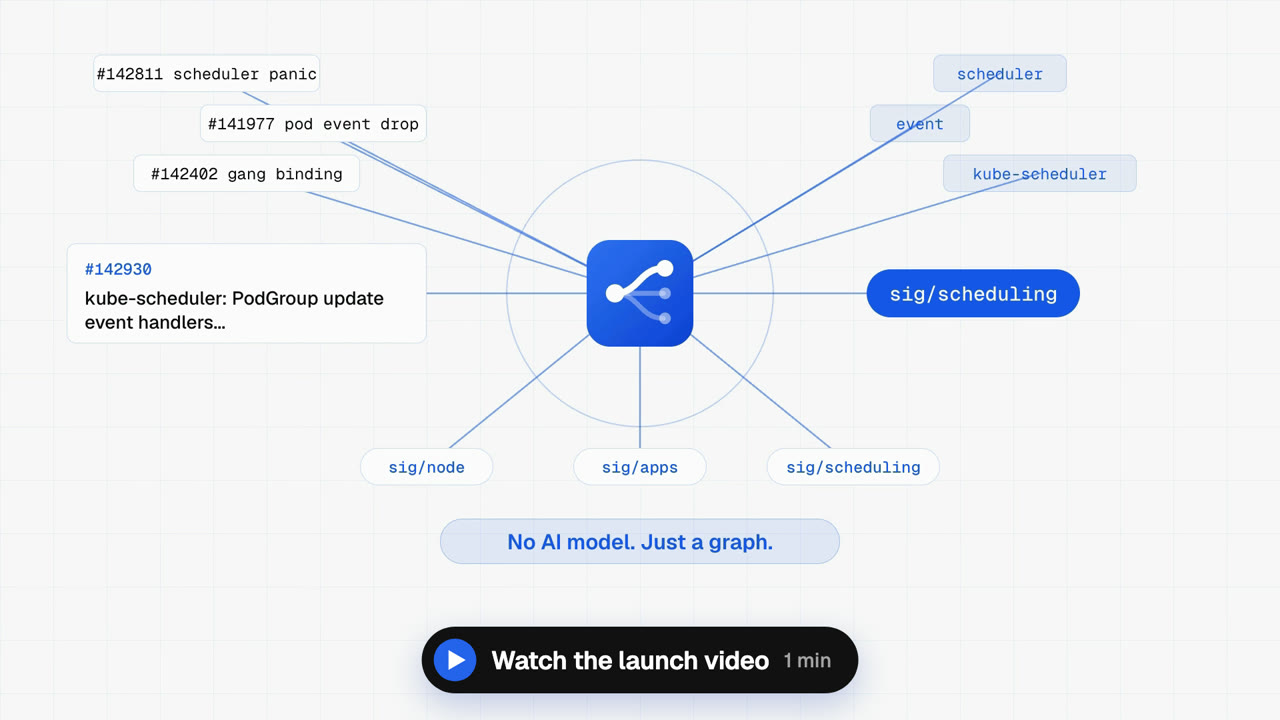 #142811 scheduler panic
scheduler
#141977 pod event drop
event
#142402 gang binding
kube-scheduler
#142930
kube-scheduler: PodGroup update
event handlers...
sig/scheduling
sig/node
sig/apps
sig/scheduling
No AI model. Just a graph.
Watch the launch video 1 min